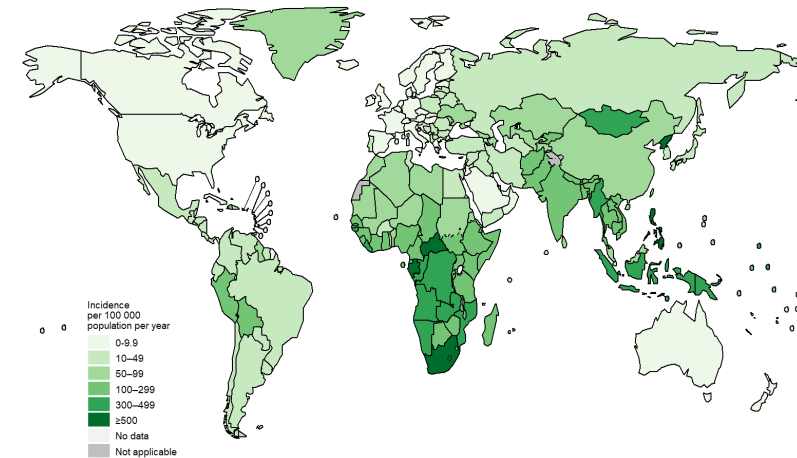 Incidence
per 100 000
population per year
0-9.9
10–49
50–99
100–299
300–499
≥500
No data
Not applicable